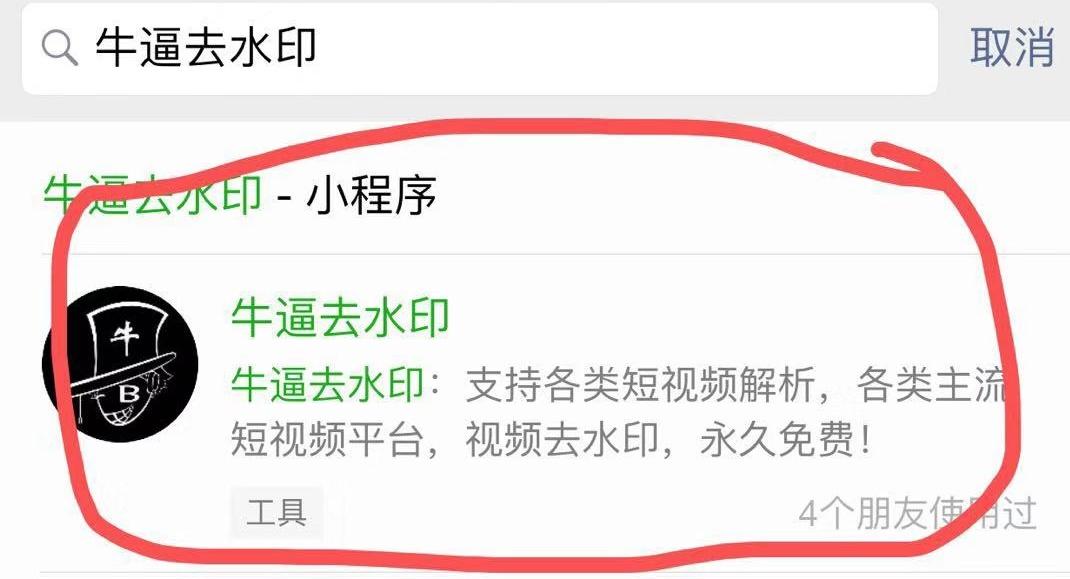 牛逼去水印
取消
牛逼去水印 - 小程序
牛
B
牛逼去水印
牛逼去水印：支持各类短视频解析，各类主流
短视频平台，视频去水印，永久免费！
工具
4个朋友使用过